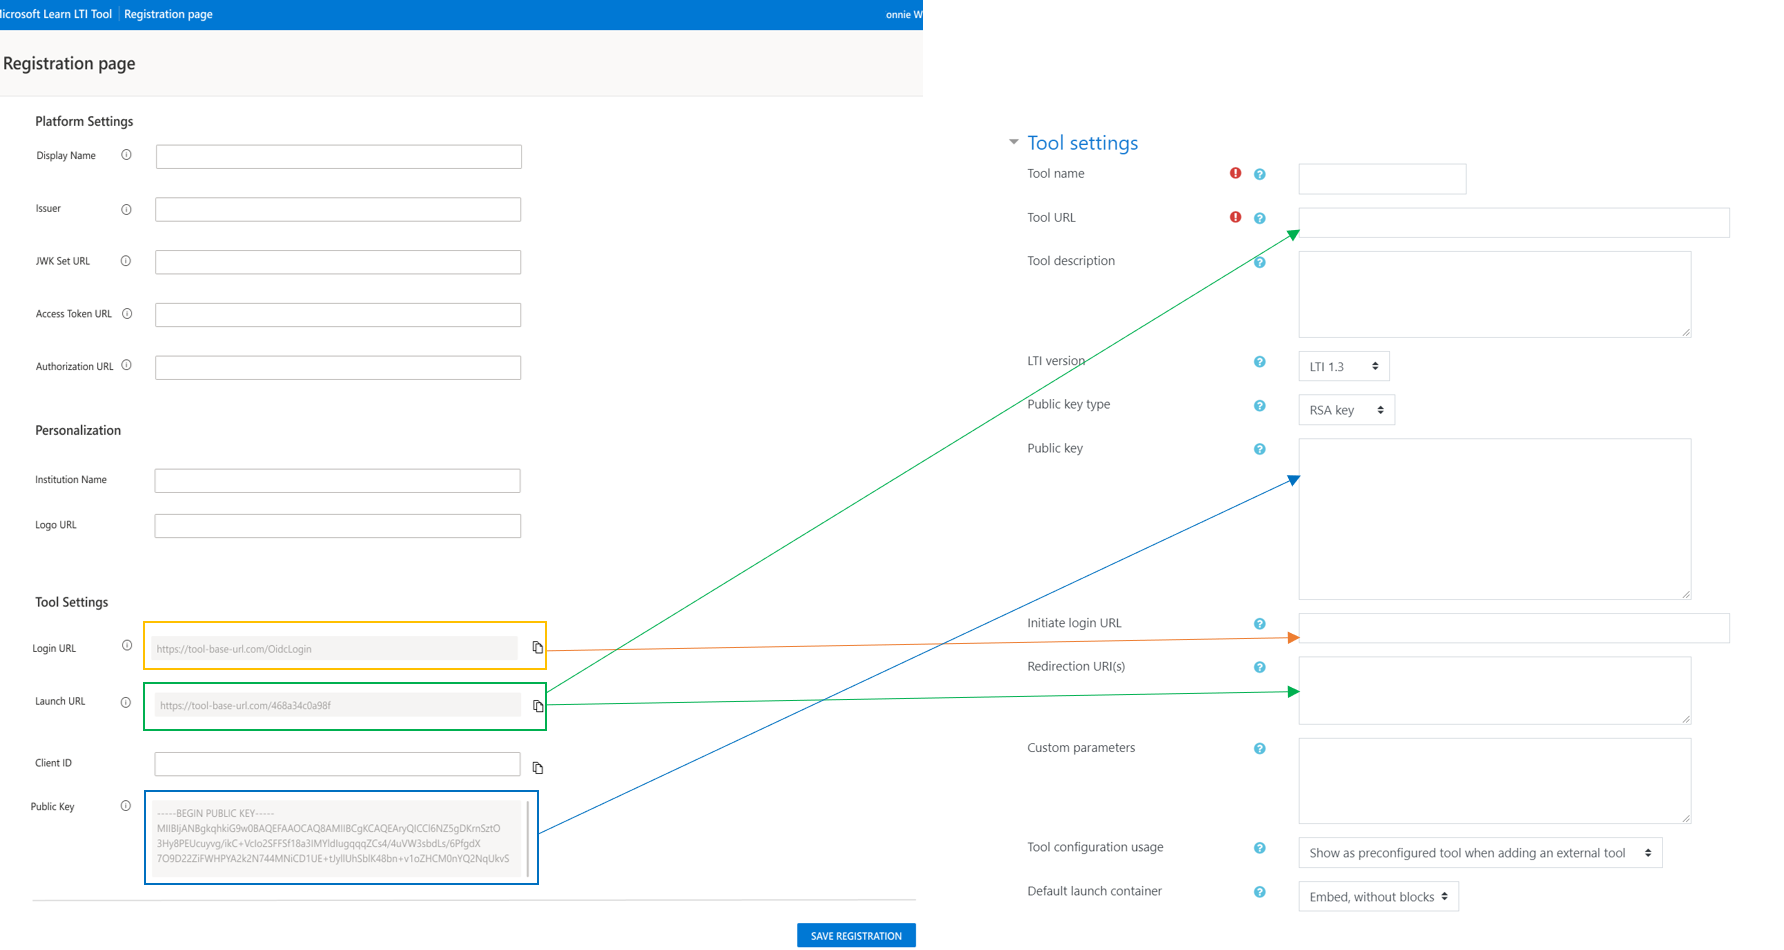 Microsoft Learn LTI Tool | Registration page
onnie W
Registration page
Platform Settings
Display Name
Issuer
JWK Set URL
Access Token URL
Authorization URL
Personalization
Institution Name
Logo URL
Tool Settings
Login URL
https://tool-base-url.com/OidcLogin
Launch URL
https://tool-base-url.com/468a34c0a98f
Client ID
Public Key
-----BEGIN PUBLIC KEY-----
MIIBIjANBgkqhkiG9w0BAQEFAAOCAQ8AMIIBCgKCAQEAryQICCl6NZ5gDKrnSztO
3Hy8PEUcuyvg/ikC+VcIo2SFFSf18a3IMYldIugqqqZCs4/4uVW3sbdLs/6PfgdX
7O9D22ZiFWHPYA2k2N744MNiCD1UE+tJyllUhSblK48bn+v1oZHCM0nYQ2NqUkvS
SAVE REGISTRATION
Tool settings
Tool name
Tool URL
Tool description
LTI version
LTI 1.3
Public key type
RSA key
Public key
Initiate login URL
Redirection URI(s)
Custom parameters
Tool configuration usage
Show as preconfigured tool when adding an external tool
Default launch container
Embed, without blocks